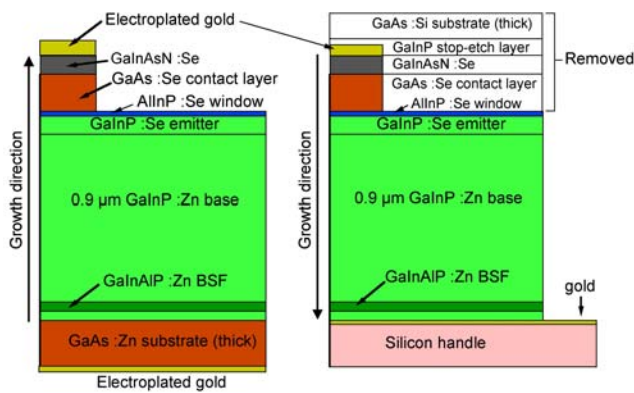 Electroplated gold
GaInAsN :Se
GaAs :Se contact layer
AlInP :Se window
GaInP :Se emitter
Growth direction
0.9 µm GaInP :Zn base
GaInAlP :Zn BSF
GaAs :Zn substrate (thick)
Electroplated gold
GaAs :Si substrate (thick)
GaInP stop-etch layer
GaInAsN :Se
GaAs :Se contact layer
AlInP :Se window
Removed
GaInP :Se emitter
Growth direction
0.9 µm GaInP :Zn base
GaInAlP :Zn BSF
gold
Silicon handle